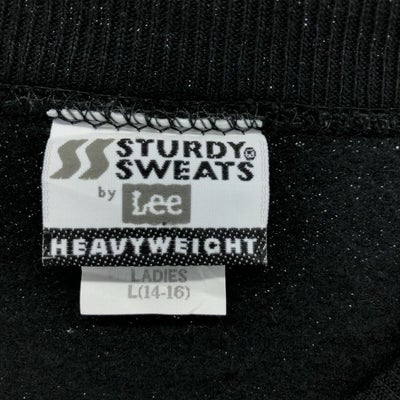 SS STURDY®
SWEATS
by Lee
HEAVYWEIGHT
LADIES
L(14-16)